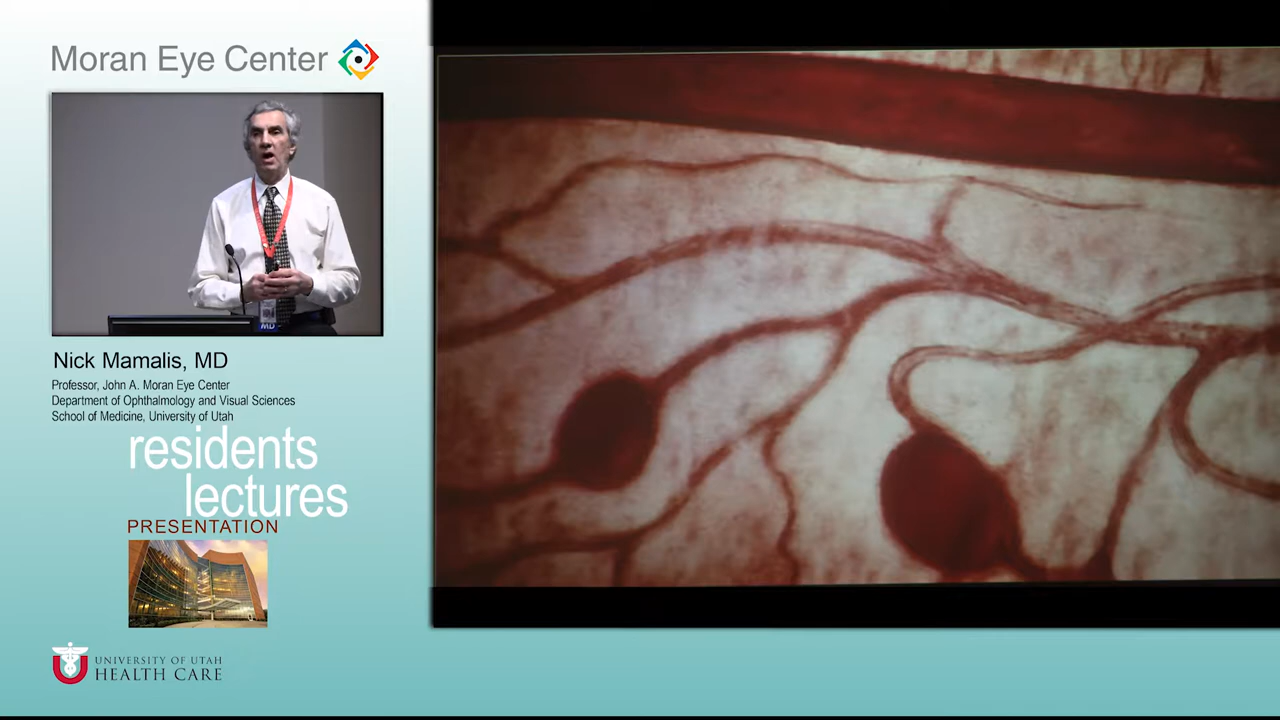 Moran Eye Center
MD
Nick Mamalis, MD
Professor, John A. Moran Eye Center
Department of Ophthalmology and Visual Sciences
School of Medicine, University of Utah
residents
lectures
PRESENTATION
UNIVERSITY OF UTAH
HEALTH CARE